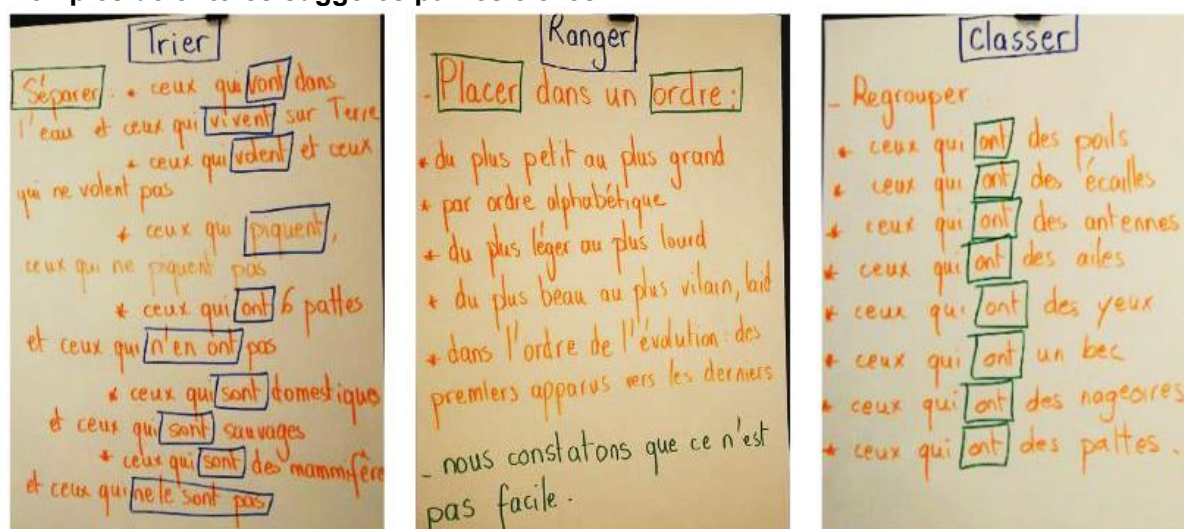 Trier
Séparer : * ceux qui vont dans
l'eau et ceux qui vivent sur Terre
* ceux qui volent et ceux
qui ne volent pas
* ceux qui piquent,
ceux qui ne piquent pas
* ceux qui ont 6 pattes
et ceux qui n'en ont pas
* ceux qui sont domestiques
et ceux qui sont sauvages
* ceux qui sont des mammifère
et ceux qui ne le sont pas
Ranger
- Placer dans un ordre :
* du plus petit au plus grand
* par ordre alphabétique
* du plus léger au plus lourd
* du plus beau au plus vilain, laid
* dans l'ordre de l'évolution : des
premiers apparus vers les derniers
- nous constatons que ce n'est
pas facile.
Classer
- Regrouper
* ceux qui ont des poils
* ceux qui ont des écailles
* ceux qui ont des antennes
* ceux qui ont des ailes
* ceux qui ont des yeux
* ceux qui ont un bec
* ceux qui ont des nageoires
* ceux qui ont des pattes.